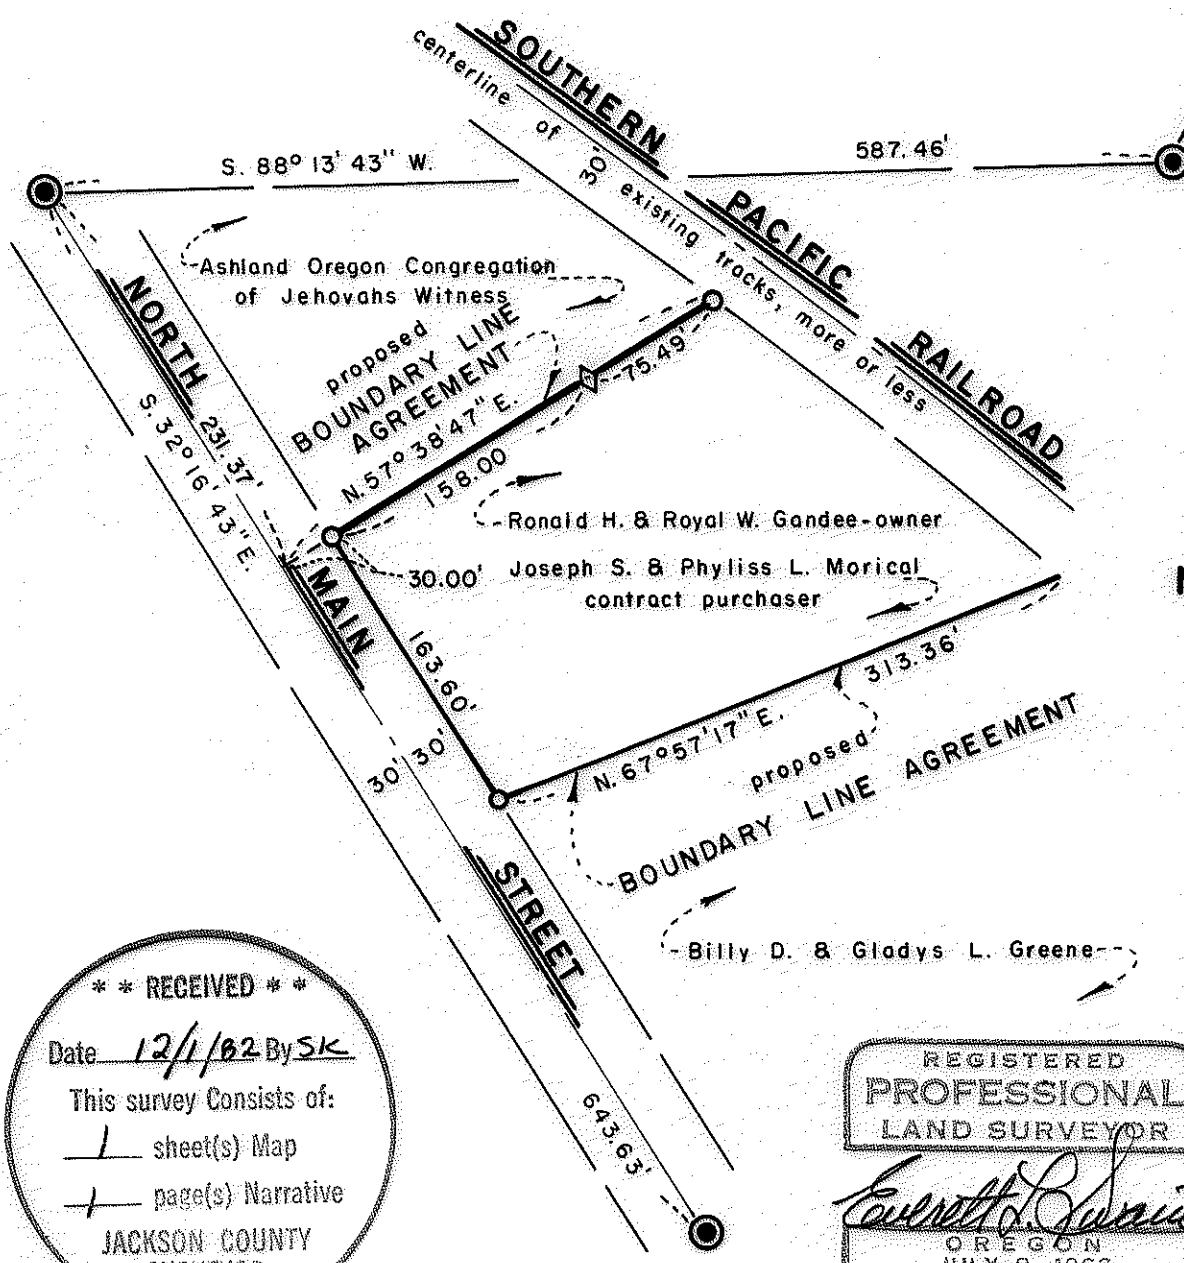 SOUTHERN
PACIFIC
RAILROAD
centerline of existing tracks, more or less
30'
S. 88° 13' 43" W.
587.46'
Ashland Oregon Congregation
of Jehovahs Witness
proposed
BOUNDARY LINE
AGREEMENT
N. 57° 38' 47" E.
158.00
75.49'
NORTH
MAIN
STREET
231.37'
S. 32° 16' 43" E.
Ronald H. & Royal W. Gandee-owner
30.00'
Joseph S. & Phyliss L. Morical
contract purchaser
163.60'
313.36'
N. 67° 57' 17" E.
proposed
BOUNDARY LINE AGREEMENT
30' 30'
Billy D. & Gladys L. Greene
643.63'
* * RECEIVED * *
Date 12/1/82 By SK
This survey Consists of:
1 sheet(s) Map
1 page(s) Narrative
JACKSON COUNTY
REGISTERED
PROFESSIONAL
LAND SURVEYOR
Everett L. Swain
OREGON